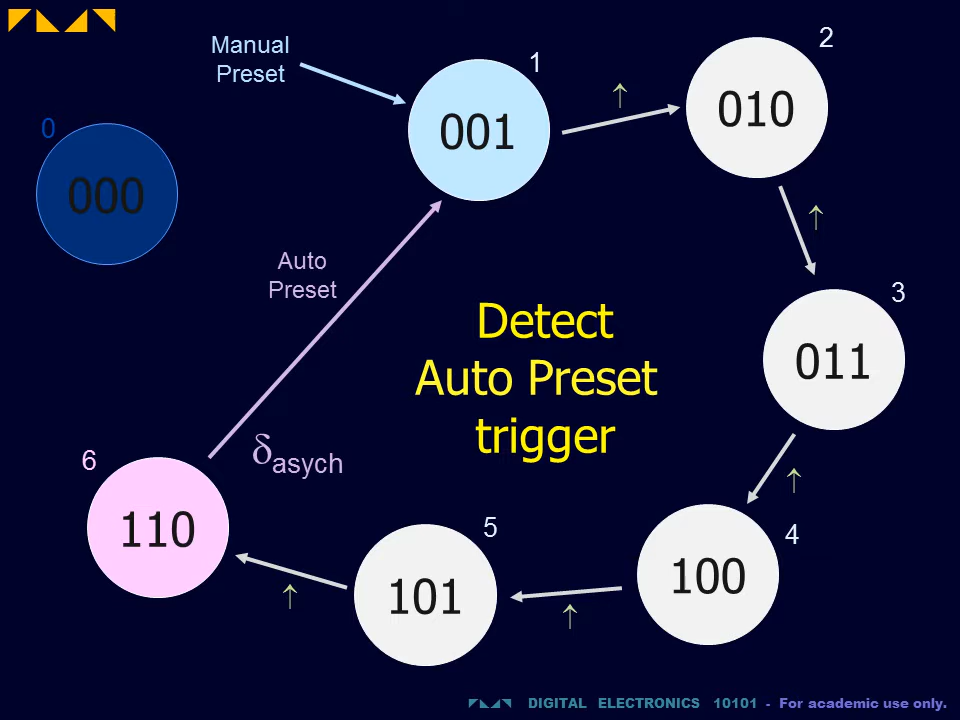 Manual
Preset
1
001
↑
2
010
0
000
↑
Auto
Preset
3
011
Detect
Auto Preset
trigger
δasych
6
110
↑
4
100
5
101
↑
↑
DIGITAL ELECTRONICS 10101 - For academic use only.